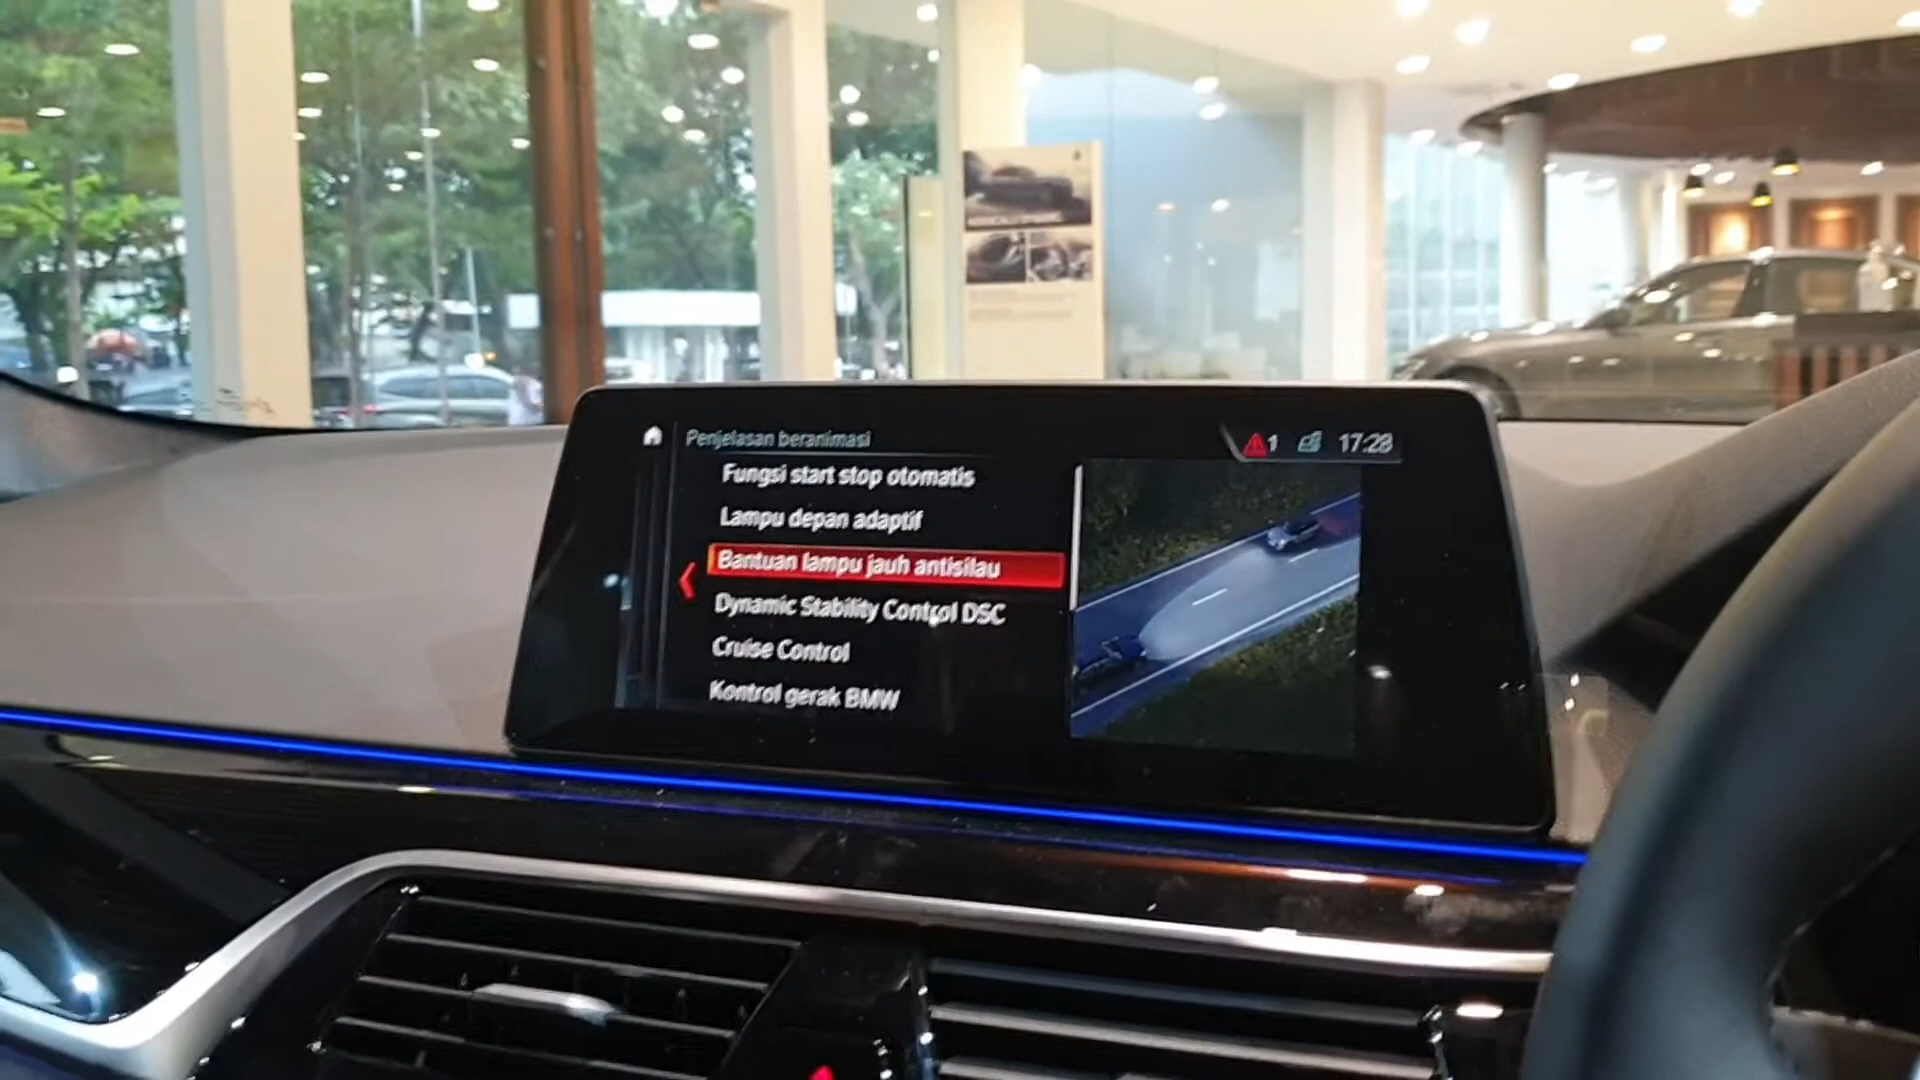 Penjelasan beranimasi
1
17:28
Fungsi start stop otomatis
Lampu depan adaptif
Bantuan lampu jauh antisilau
Dynamic Stability Control DSC
Cruise Control
Kontrol gerak BMW